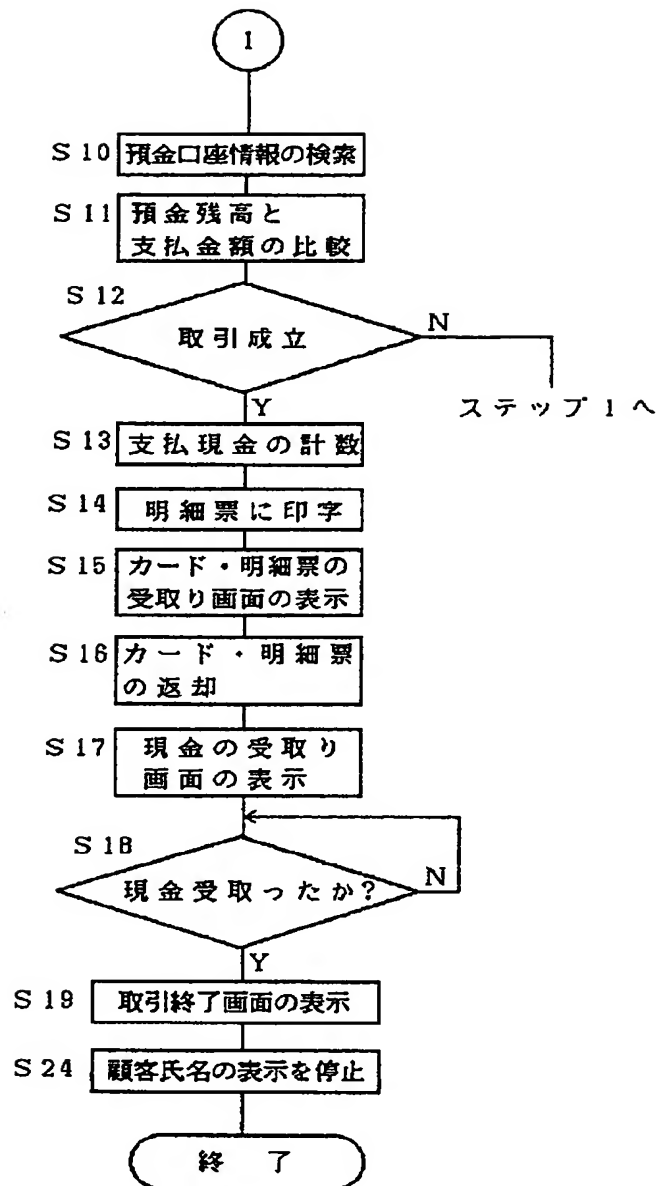 1
S10 預金口座情報の検索
S11 預金残高と
支払金額の比較
S12
取引成立
N
Y
ステップ1へ
S13 支払現金の計数
S14 明細票に印字
S15 カード・明細票の
受取り画面の表示
S16 カード・明細票
の返却
S17 現金の受取り
画面の表示
S18
現金受取ったか?
N
Y
S19 取引終了画面の表示
S24 顧客氏名の表示を停止
終了